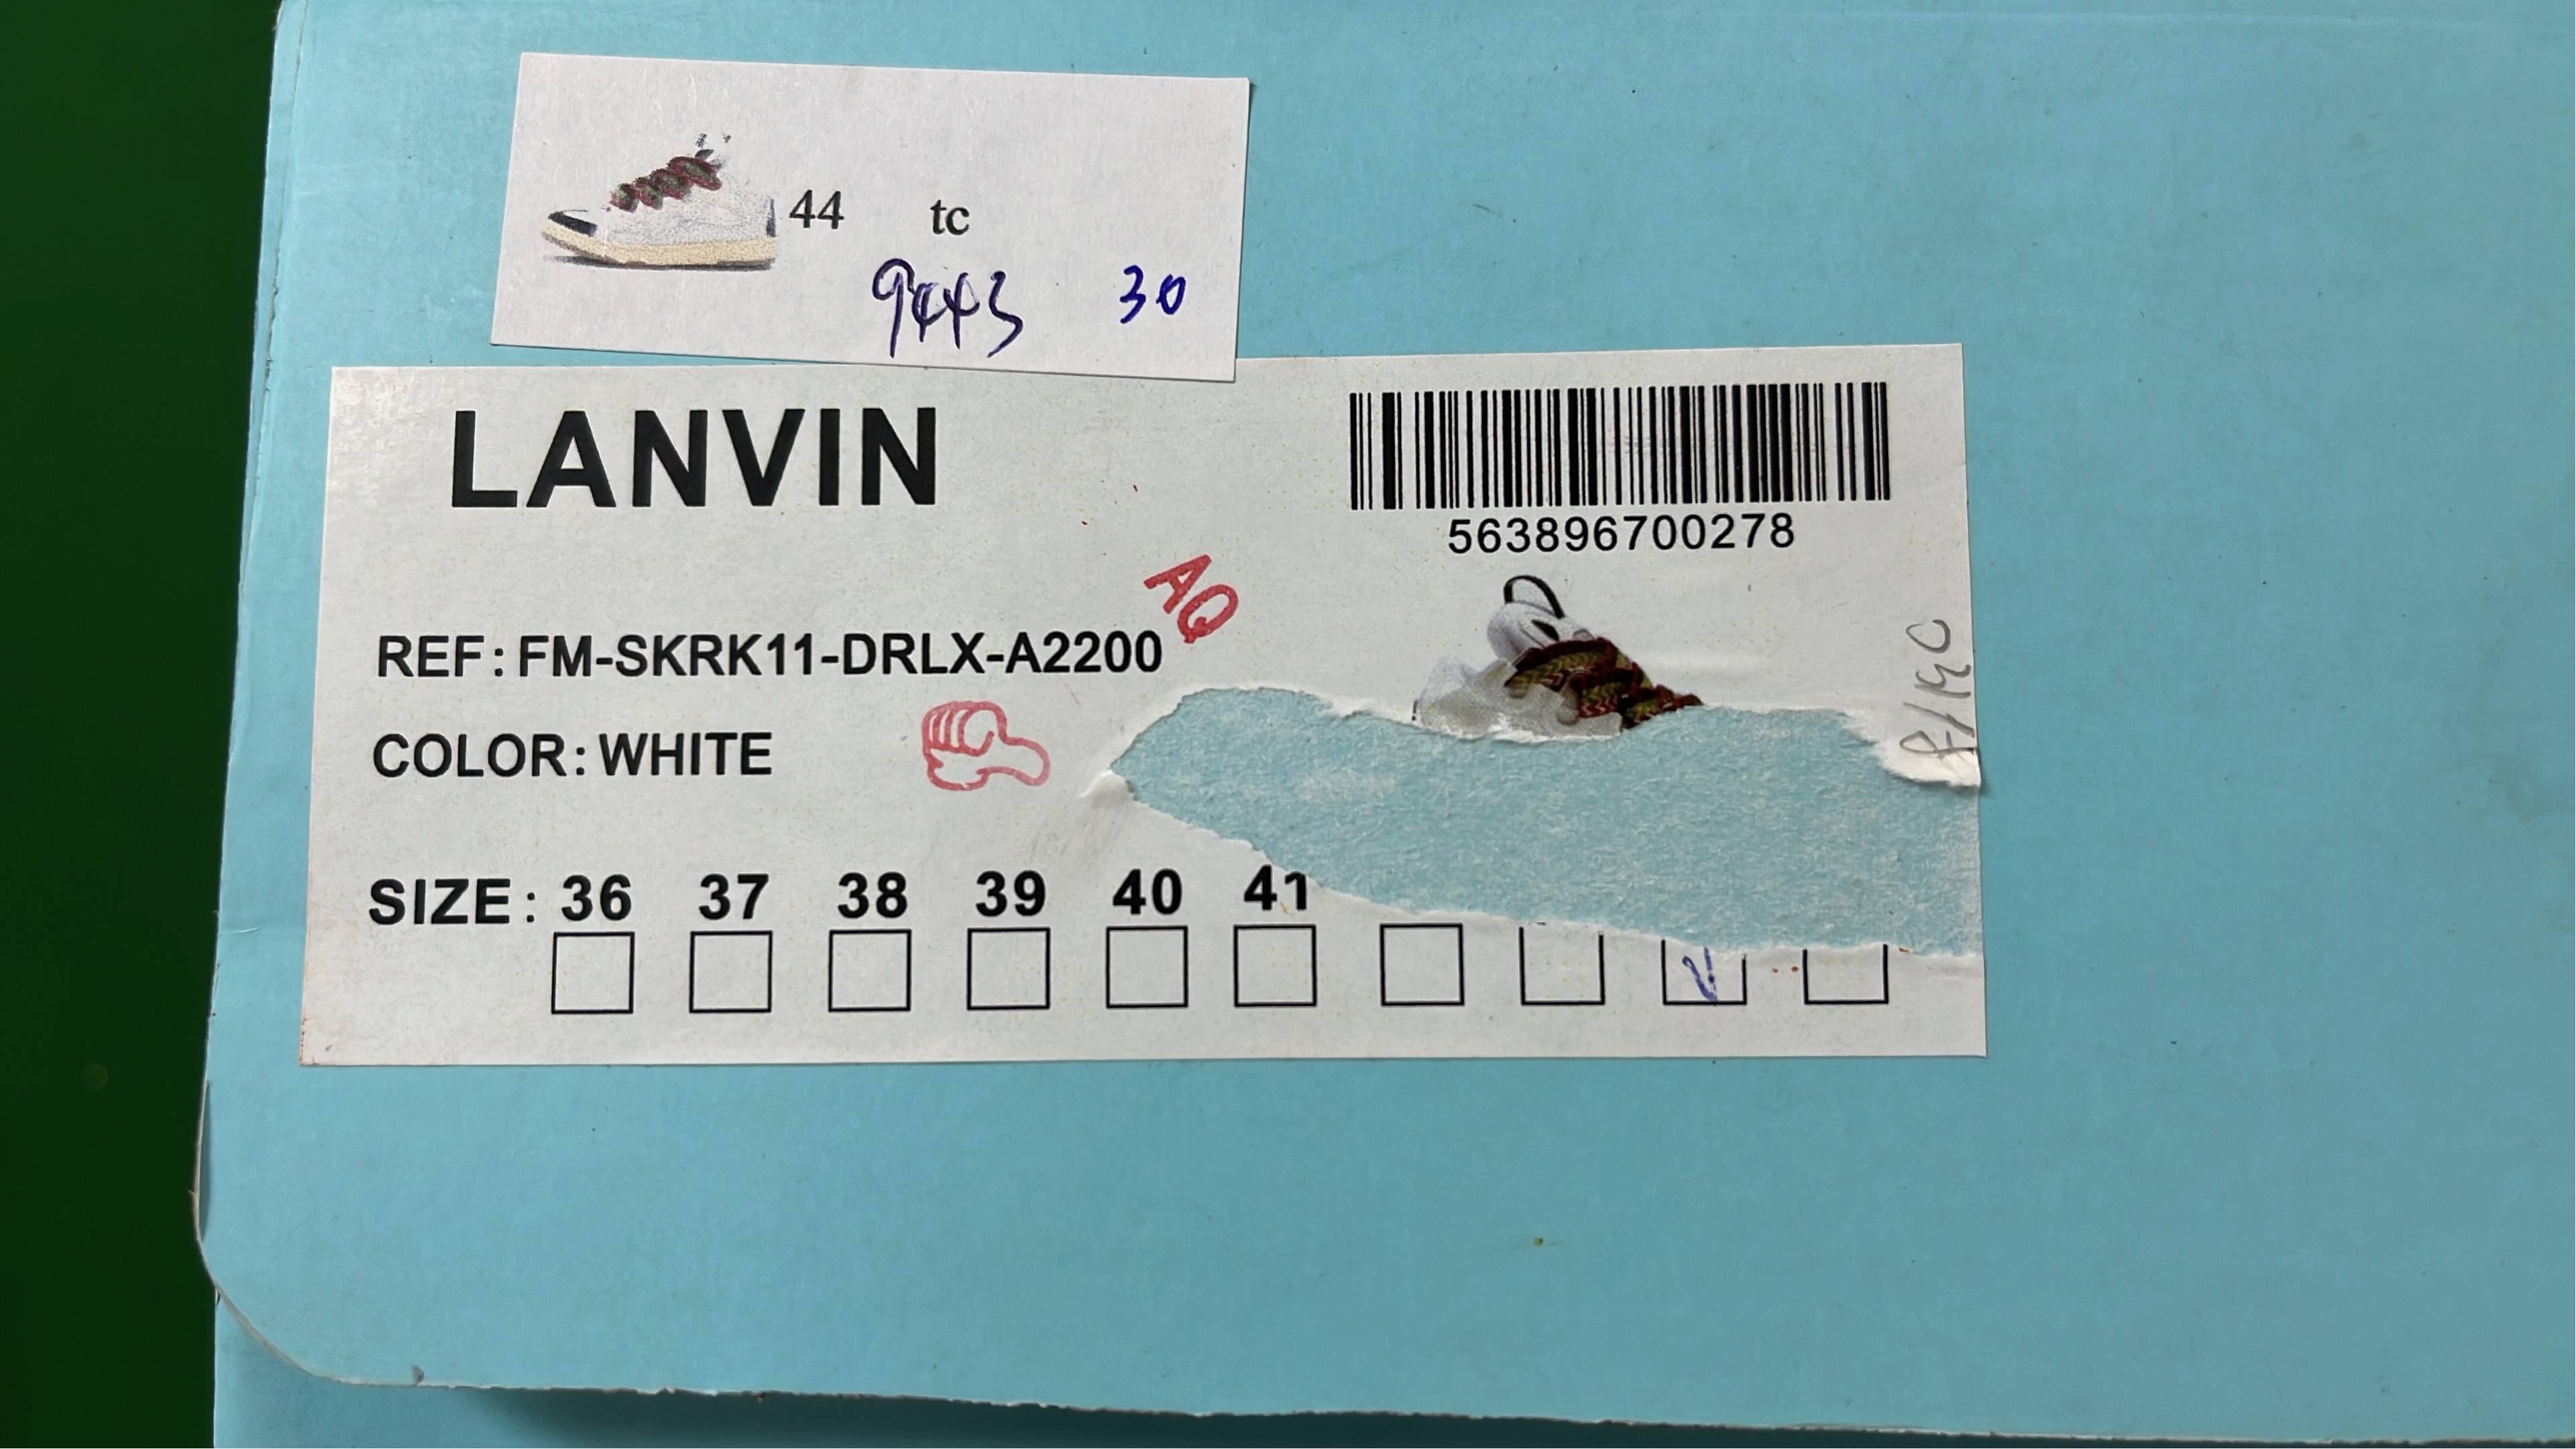 44 tc
9443 30
LANVIN
563896700278
AQ
REF: FM-SKRK11-DRLX-A2200
COLOR: WHITE
SIZE: 36 37 38 39 40 41